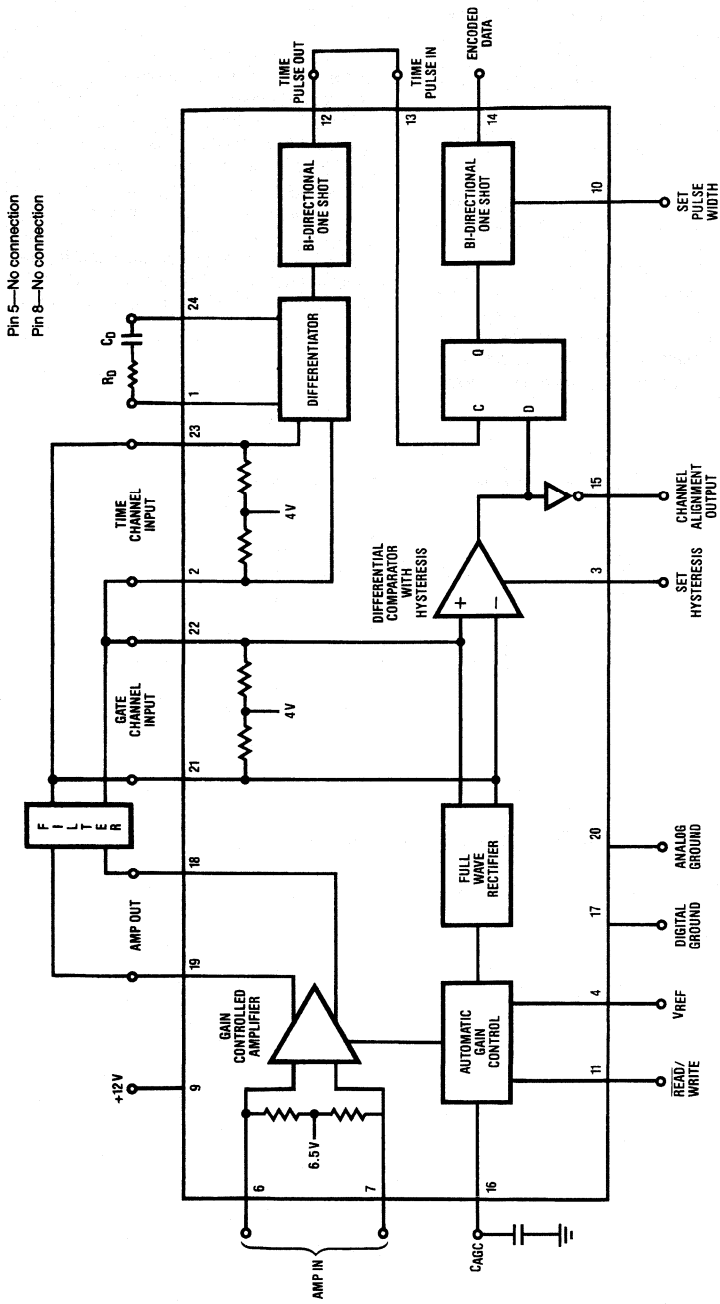 Pin 5—No connection
Pin 8—No connection
F I L T E R
+12V
9
AMP OUT
19
18
GATE
CHANNEL
INPUT
21
22
TIME
CHANNEL
INPUT
2
23
RD
CD
1
24
TIME
PULSE OUT
12
TIME
PULSE IN
13
ENCODED
DATA
14
AMP IN
6
7
6.5V
GAIN
CONTROLLED
AMPLIFIER
4V
4V
DIFFERENTIATOR
BI-DIRECTIONAL
ONE SHOT
CAGC
16
AUTOMATIC
GAIN
CONTROL
FULL
WAVE
RECTIFIER
DIFFERENTIAL
COMPARATOR
WITH
HYSTERESIS
+
−
C
D
Q
BI-DIRECTIONAL
ONE SHOT
11
READ/
WRITE
4
VREF
17
DIGITAL
GROUND
20
ANALOG
GROUND
3
SET
HYSTERESIS
15
CHANNEL
ALIGNMENT
OUTPUT
10
SET
PULSE
WIDTH